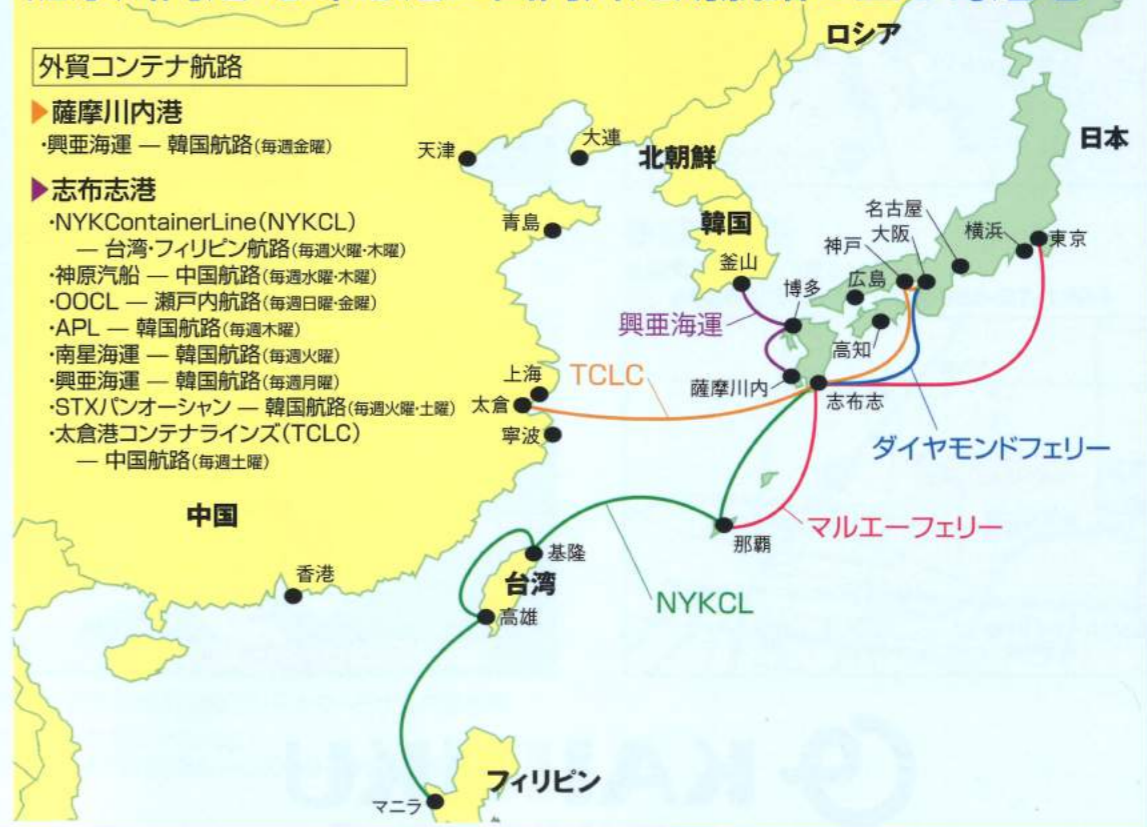 外貿コンテナ航路
▶薩摩川内港
・興亜海運 ― 韓国航路(毎週金曜)
▶志布志港
・NYKContainerLine(NYKCL)
― 台湾・フィリピン航路(毎週火曜・木曜)
・神原汽船 ― 中国航路(毎週水曜・木曜)
・OOCL ― 瀬戸内航路(毎週日曜・金曜)
・APL ― 韓国航路(毎週木曜)
・南星海運 ― 韓国航路(毎週火曜)
・興亜海運 ― 韓国航路(毎週月曜)
・STXパンオーシャン ― 韓国航路(毎週火曜・土曜)
・太倉港コンテナラインズ(TCLC)
― 中国航路(毎週土曜)
ロシア
日本
北朝鮮
韓国
中国
台湾
フィリピン
天津
大連
青島
釜山
博多
広島
神戸
大阪
名古屋
横浜
東京
高知
薩摩川内
志布志
上海
太倉
寧波
那覇
基隆
高雄
香港
マニラ
興亜海運
TCLC
ダイヤモンドフェリー
マルエーフェリー
NYKCL